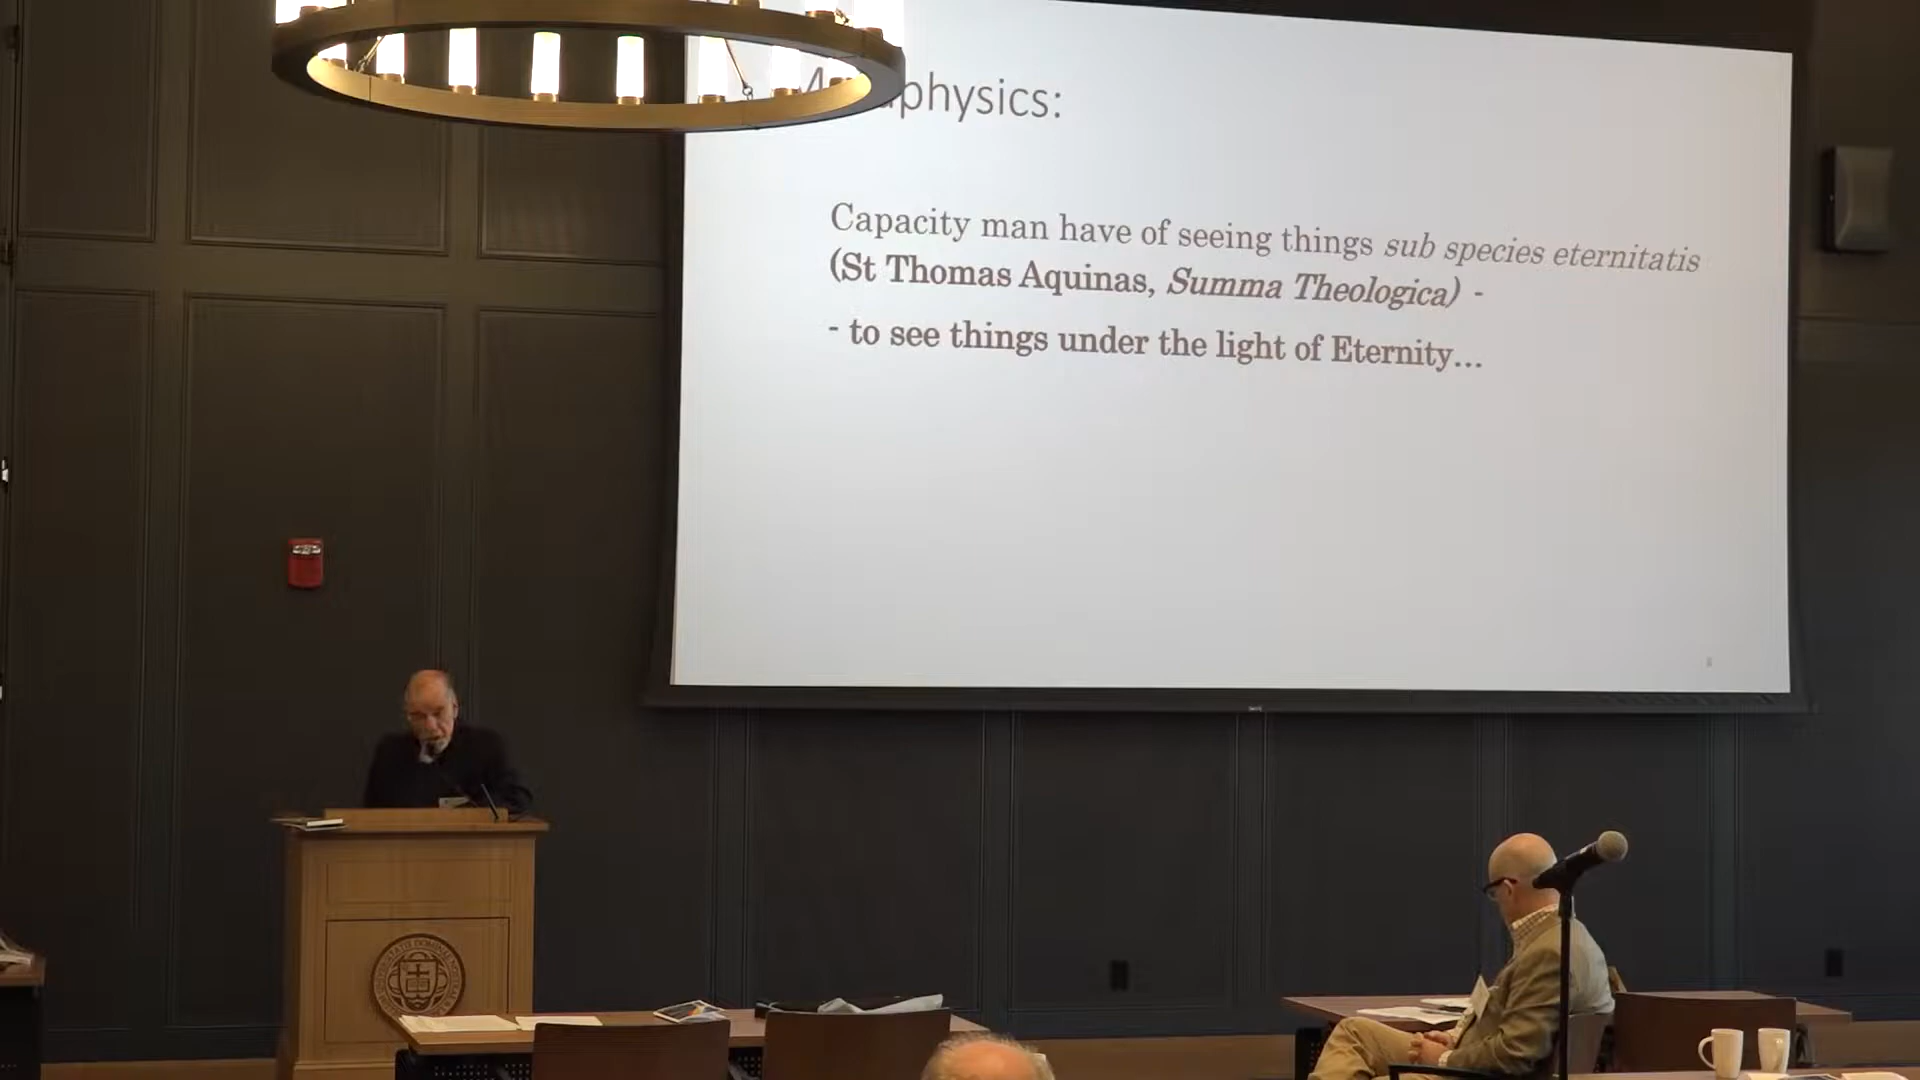 physics:
Capacity man have of seeing things sub species eternitatis
(St Thomas Aquinas, Summa Theologica) -
- to see things under the light of Eternity...